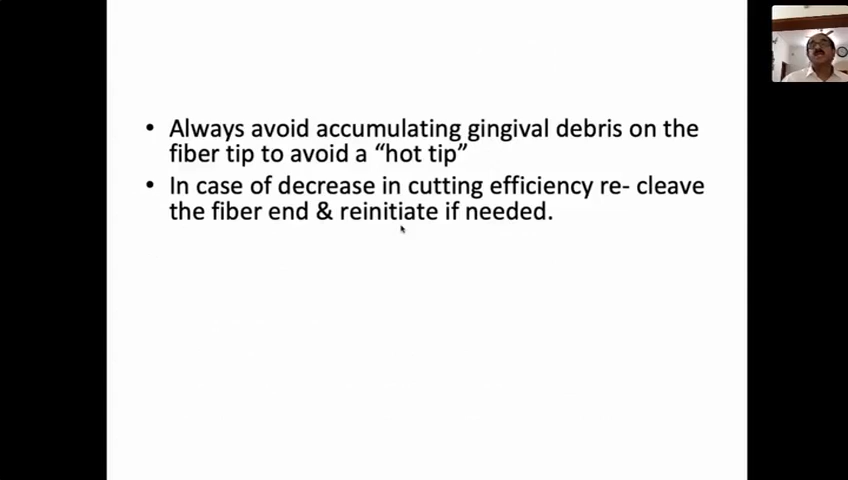 • Always avoid accumulating gingival debris on the
fiber tip to avoid a “hot tip”
• In case of decrease in cutting efficiency re- cleave
the fiber end & reinitiate if needed.